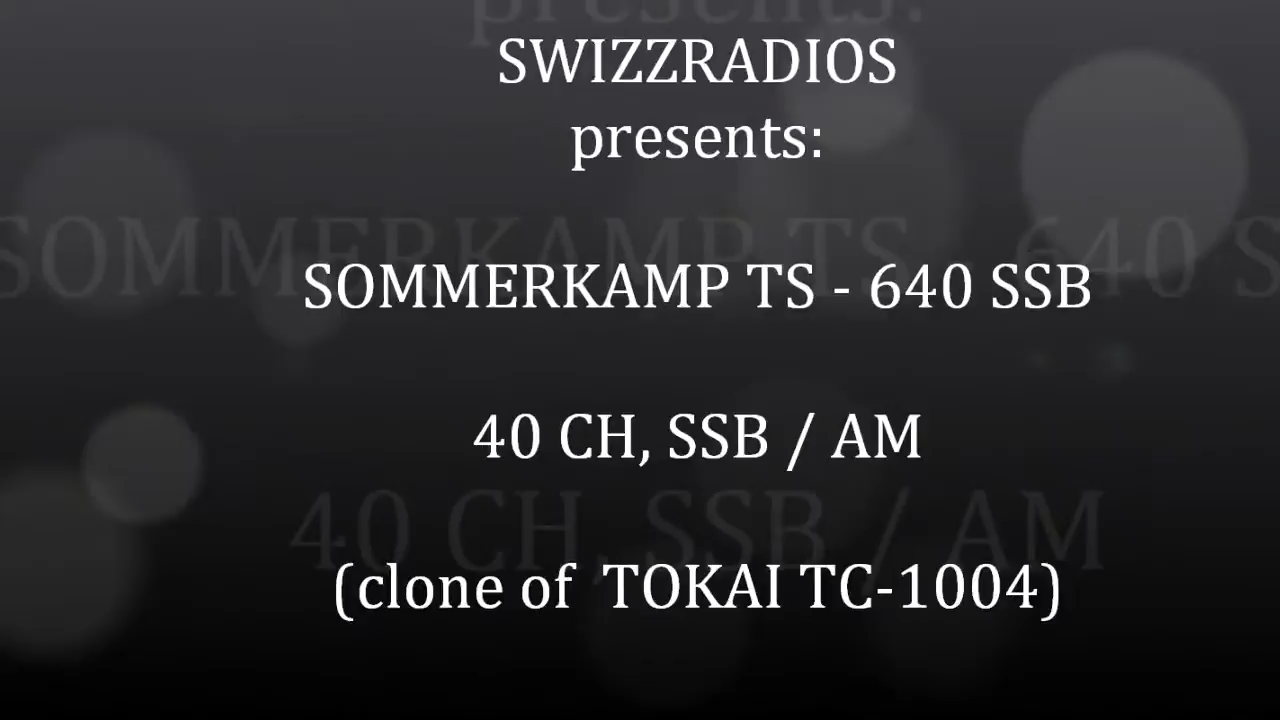 SWIZZRADIOS
presents:
SOMMERKAMP TS - 640 SSB
40 CH, SSB / AM
(clone of TOKAI TC-1004)